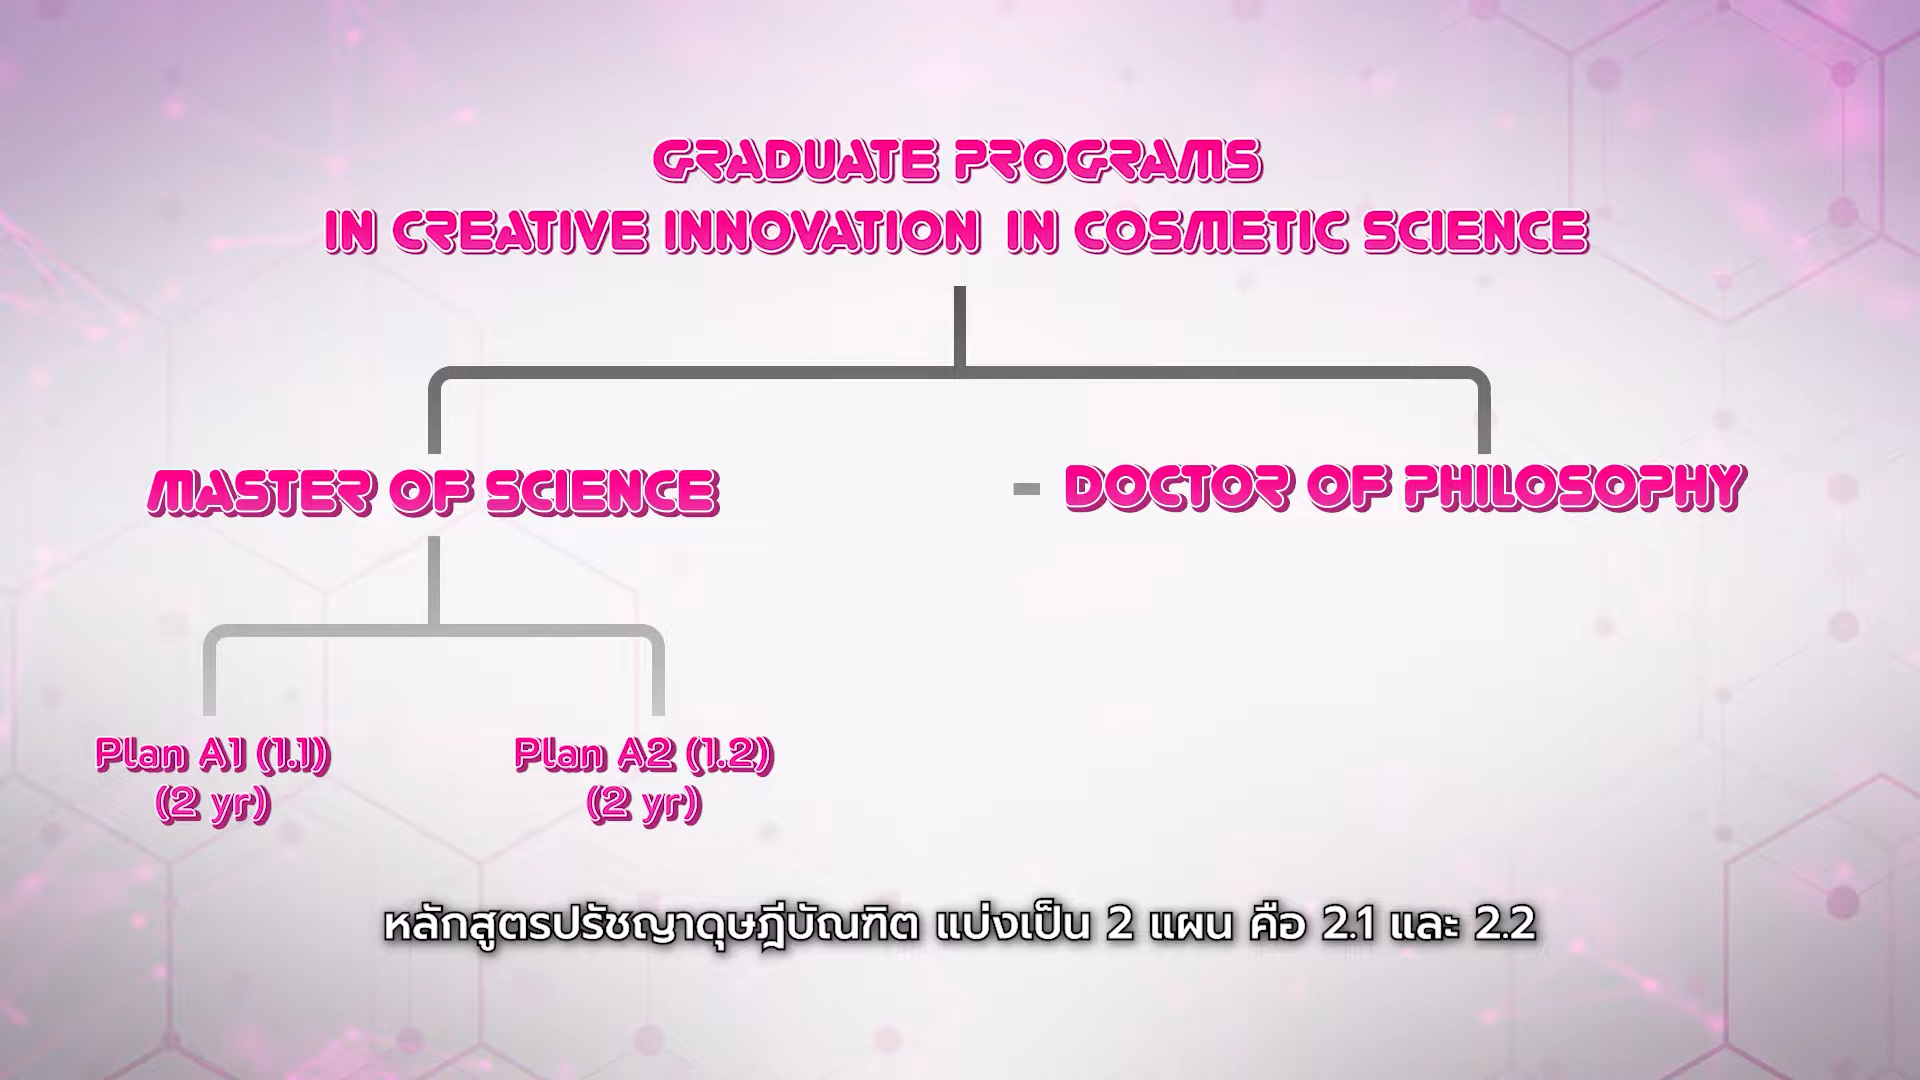 GRADUATE PROGRAMS
IN CREATIVE INNOVATION IN COSMETIC SCIENCE
MASTER OF SCIENCE
- DOCTOR OF PHILOSOPHY
Plan A1 (1.1)
(2 yr)
Plan A2 (1.2)
(2 yr)
หลักสูตรปรัชญาดุษฎีบัณฑิต แบ่งเป็น 2 แผน คือ 2.1 และ 2.2